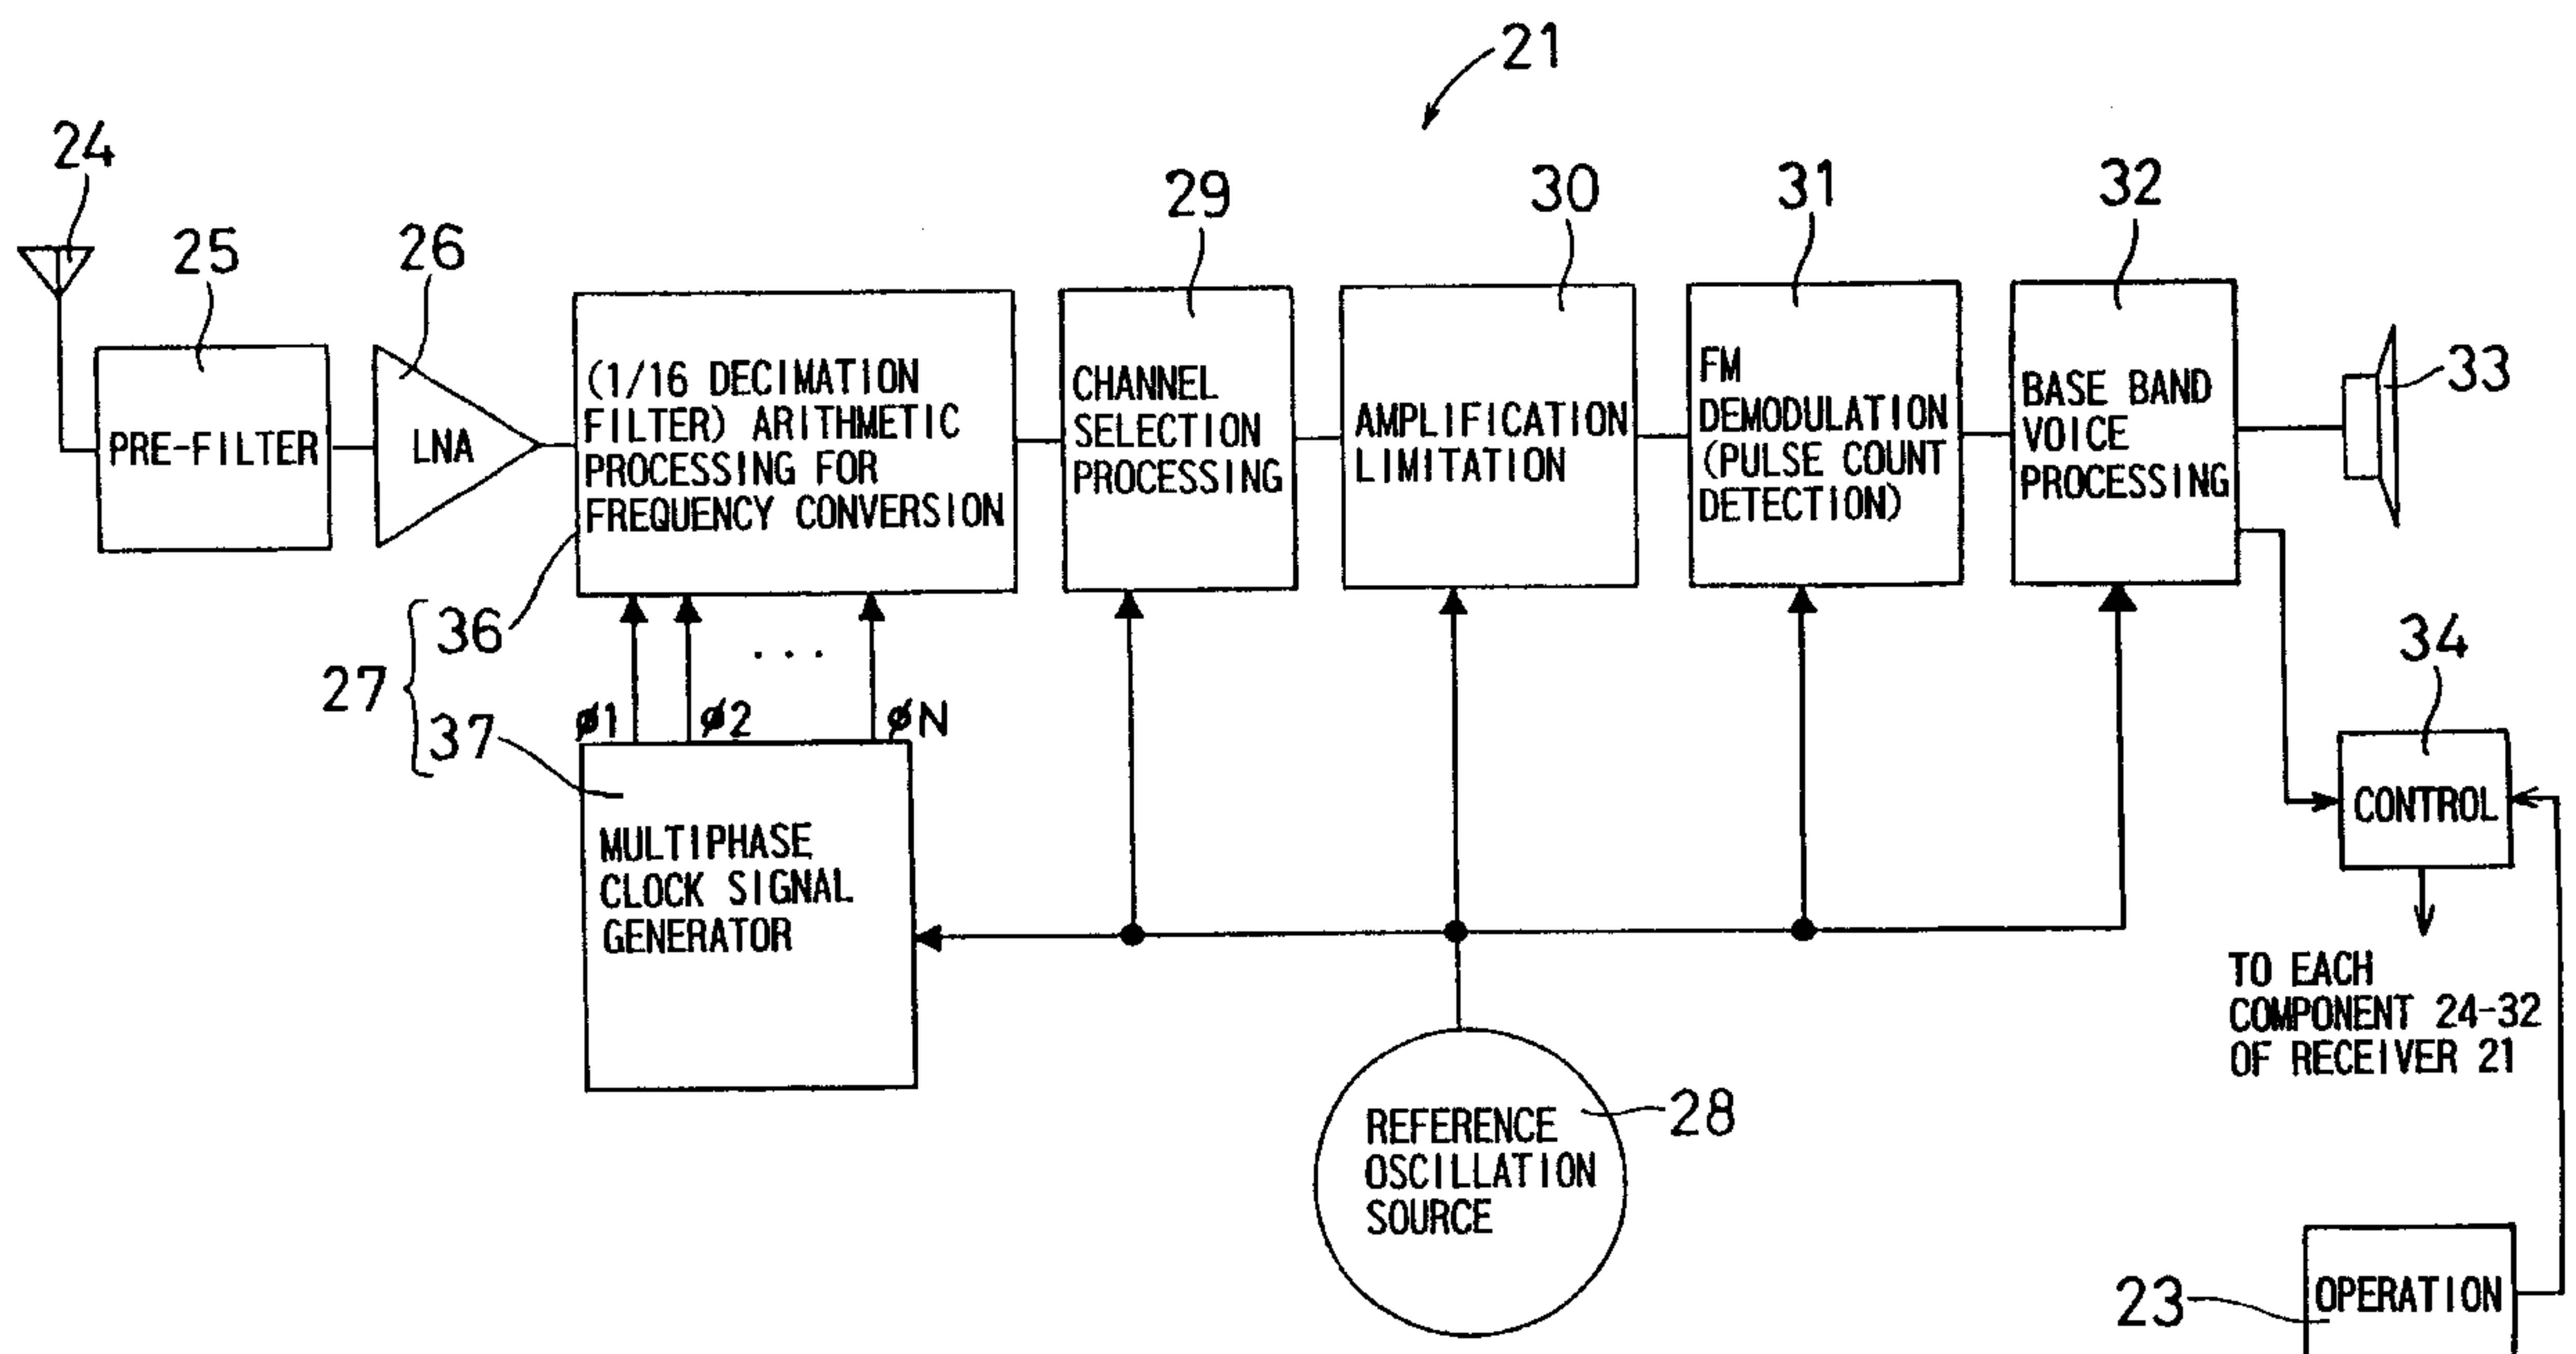 21
24
25
26
29
30
31
32
33
PRE-FILTER
LNA
(1/16 DECIMATION
FILTER) ARITHMETIC
PROCESSING FOR
FREQUENCY CONVERSION
CHANNEL
SELECTION
PROCESSING
AMPLIFICATION
LIMITATION
FM
DEMODULATION
(PULSE COUNT
DETECTION)
BASE BAND
VOICE
PROCESSING
27
36
37
...
ø1
ø2
øN
34
CONTROL
MULTIPHASE
CLOCK SIGNAL
GENERATOR
TO EACH
COMPONENT 24-32
OF RECEIVER 21
REFERENCE
OSCILLATION
SOURCE
28
23
OPERATION